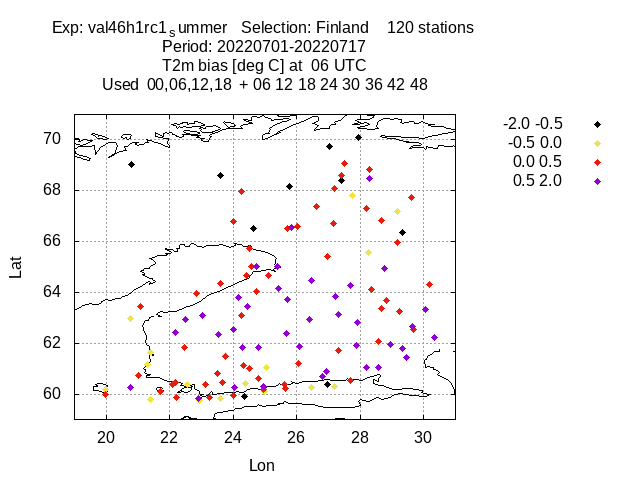 Exp: val46h1rc1summer Selection: Finland 120 stations
Period: 20220701-20220717
T2m bias [deg C] at 06 UTC
Used 00,06,12,18 + 06 12 18 24 30 36 42 48
-2.0 -0.5
-0.5 0.0
0.0 0.5
0.5 2.0
70
68
66
64
62
60
Lat
20 22 24 26 28 30
Lon